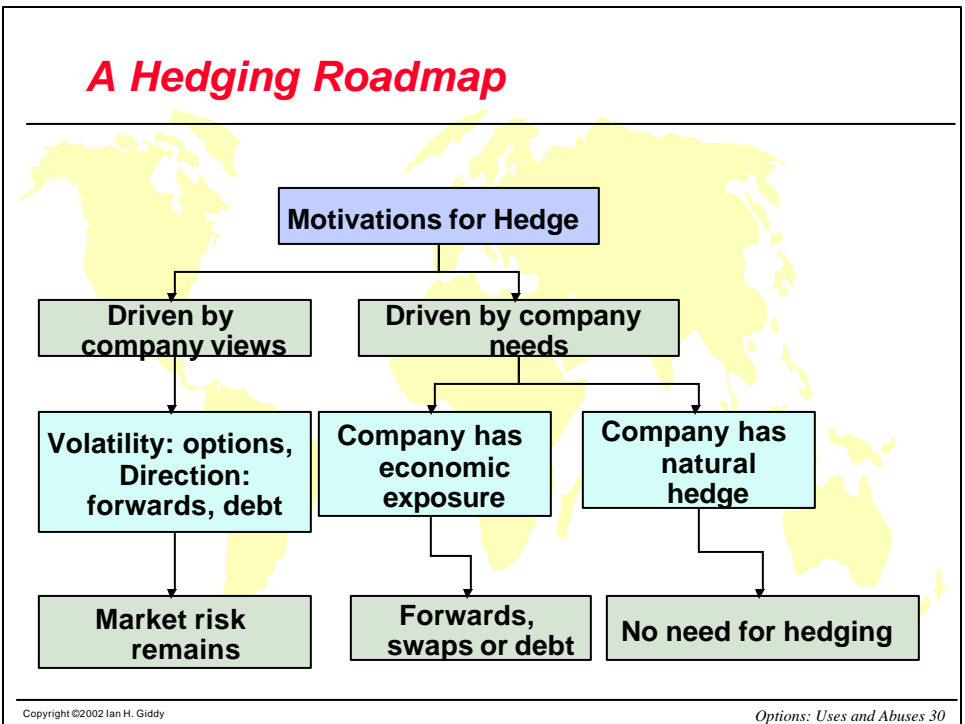 A Hedging Roadmap
Motivations for Hedge
Driven by
company views
Driven by company
needs
Volatility: options,
Direction:
forwards, debt
Company has
economic
exposure
Company has
natural
hedge
Market risk
remains
Forwards,
swaps or debt
No need for hedging
Copyright ©2002 Ian H. Giddy
Options: Uses and Abuses 30